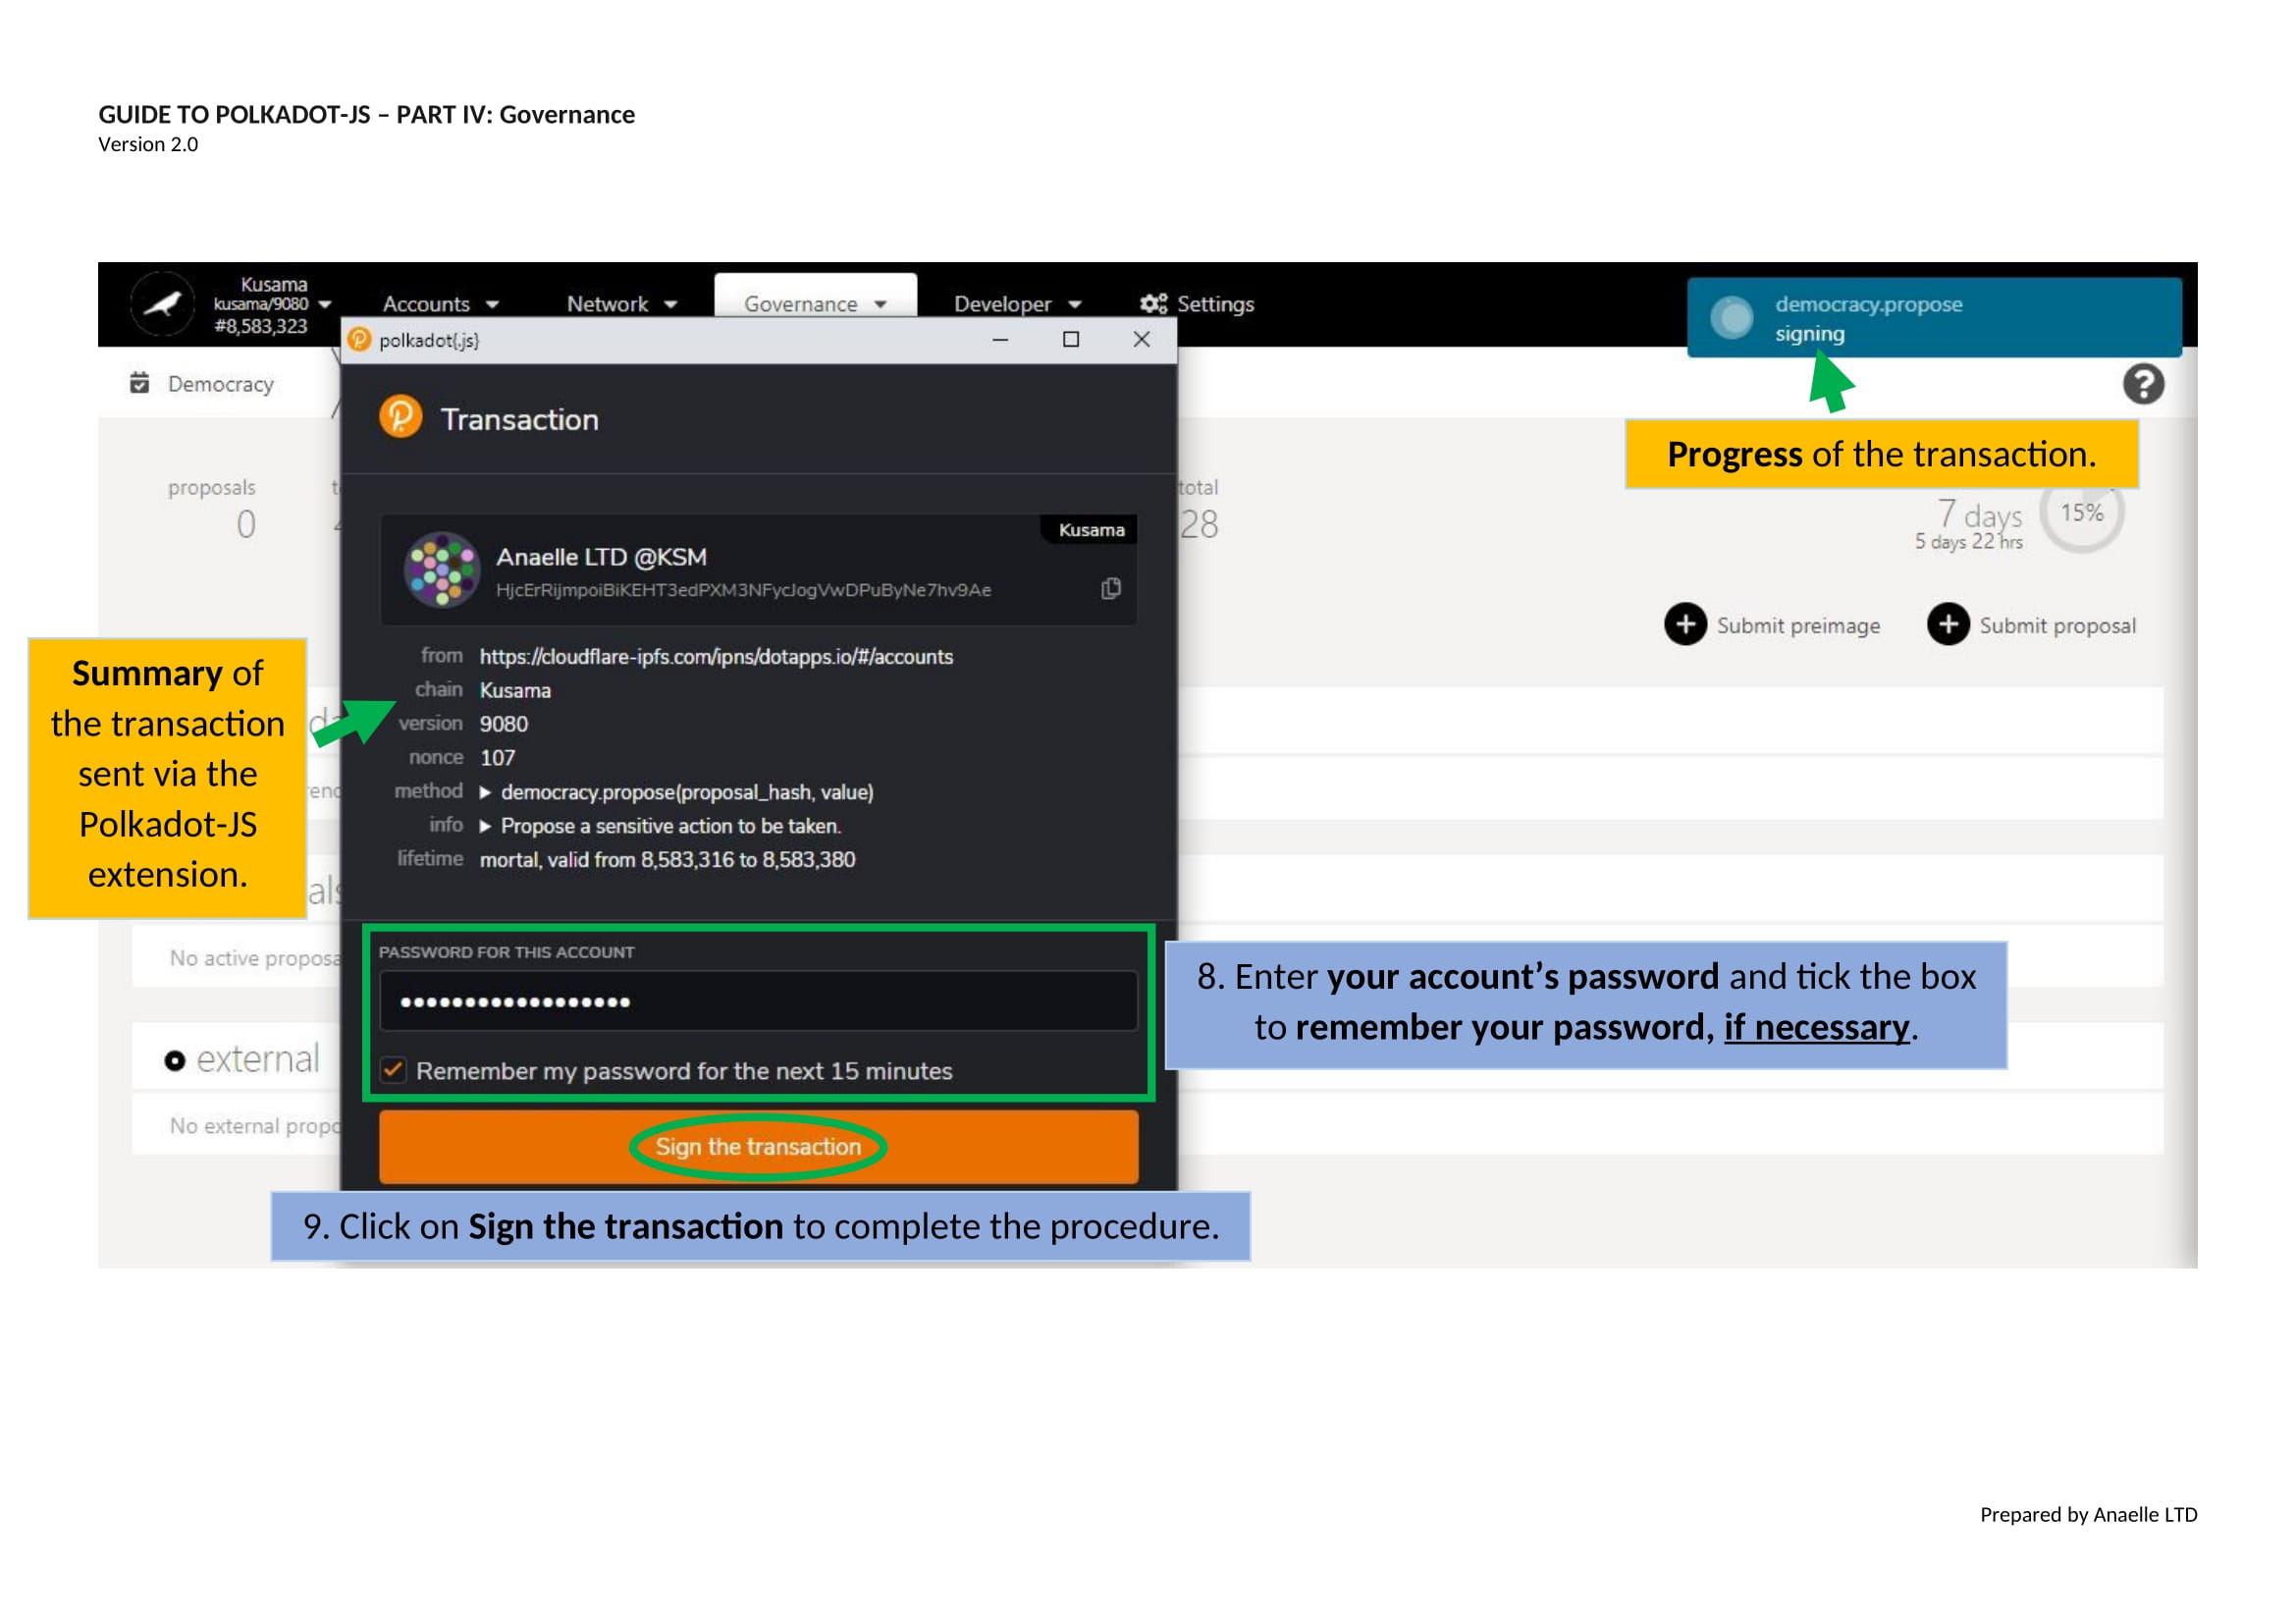 GUIDE TO POLKADOT-JS – PART IV: Governance
Version 2.0
Kusama
kusama/9080
#8,583,323
Accounts
Network
Governance
Developer
Settings
democracy.propose
signing
polkadot{.js}
Democracy
Transaction
Progress of the transaction.
proposals
0
total
28
7 days
5 days 22 hrs
15%
Kusama
Anaelle LTD @KSM
HjcErRijmpoiBiKEHT3edPXM3NFycJogVwDPuByNe7hv9Ae
Submit preimage
Submit proposal
Summary of
the transaction
sent via the
Polkadot-JS
extension.
from https://cloudflare-ipfs.com/ipns/dotapps.io/#/accounts
chain Kusama
version 9080
nonce 107
method democracy.propose(proposal_hash, value)
info Propose a sensitive action to be taken.
lifetime mortal, valid from 8,583,316 to 8,583,380
No active proposa
PASSWORD FOR THIS ACCOUNT
••••••••••••••••••
Remember my password for the next 15 minutes
8. Enter your account’s password and tick the box
to remember your password, if necessary.
external
No external propo
Sign the transaction
9. Click on Sign the transaction to complete the procedure.
Prepared by Anaelle LTD